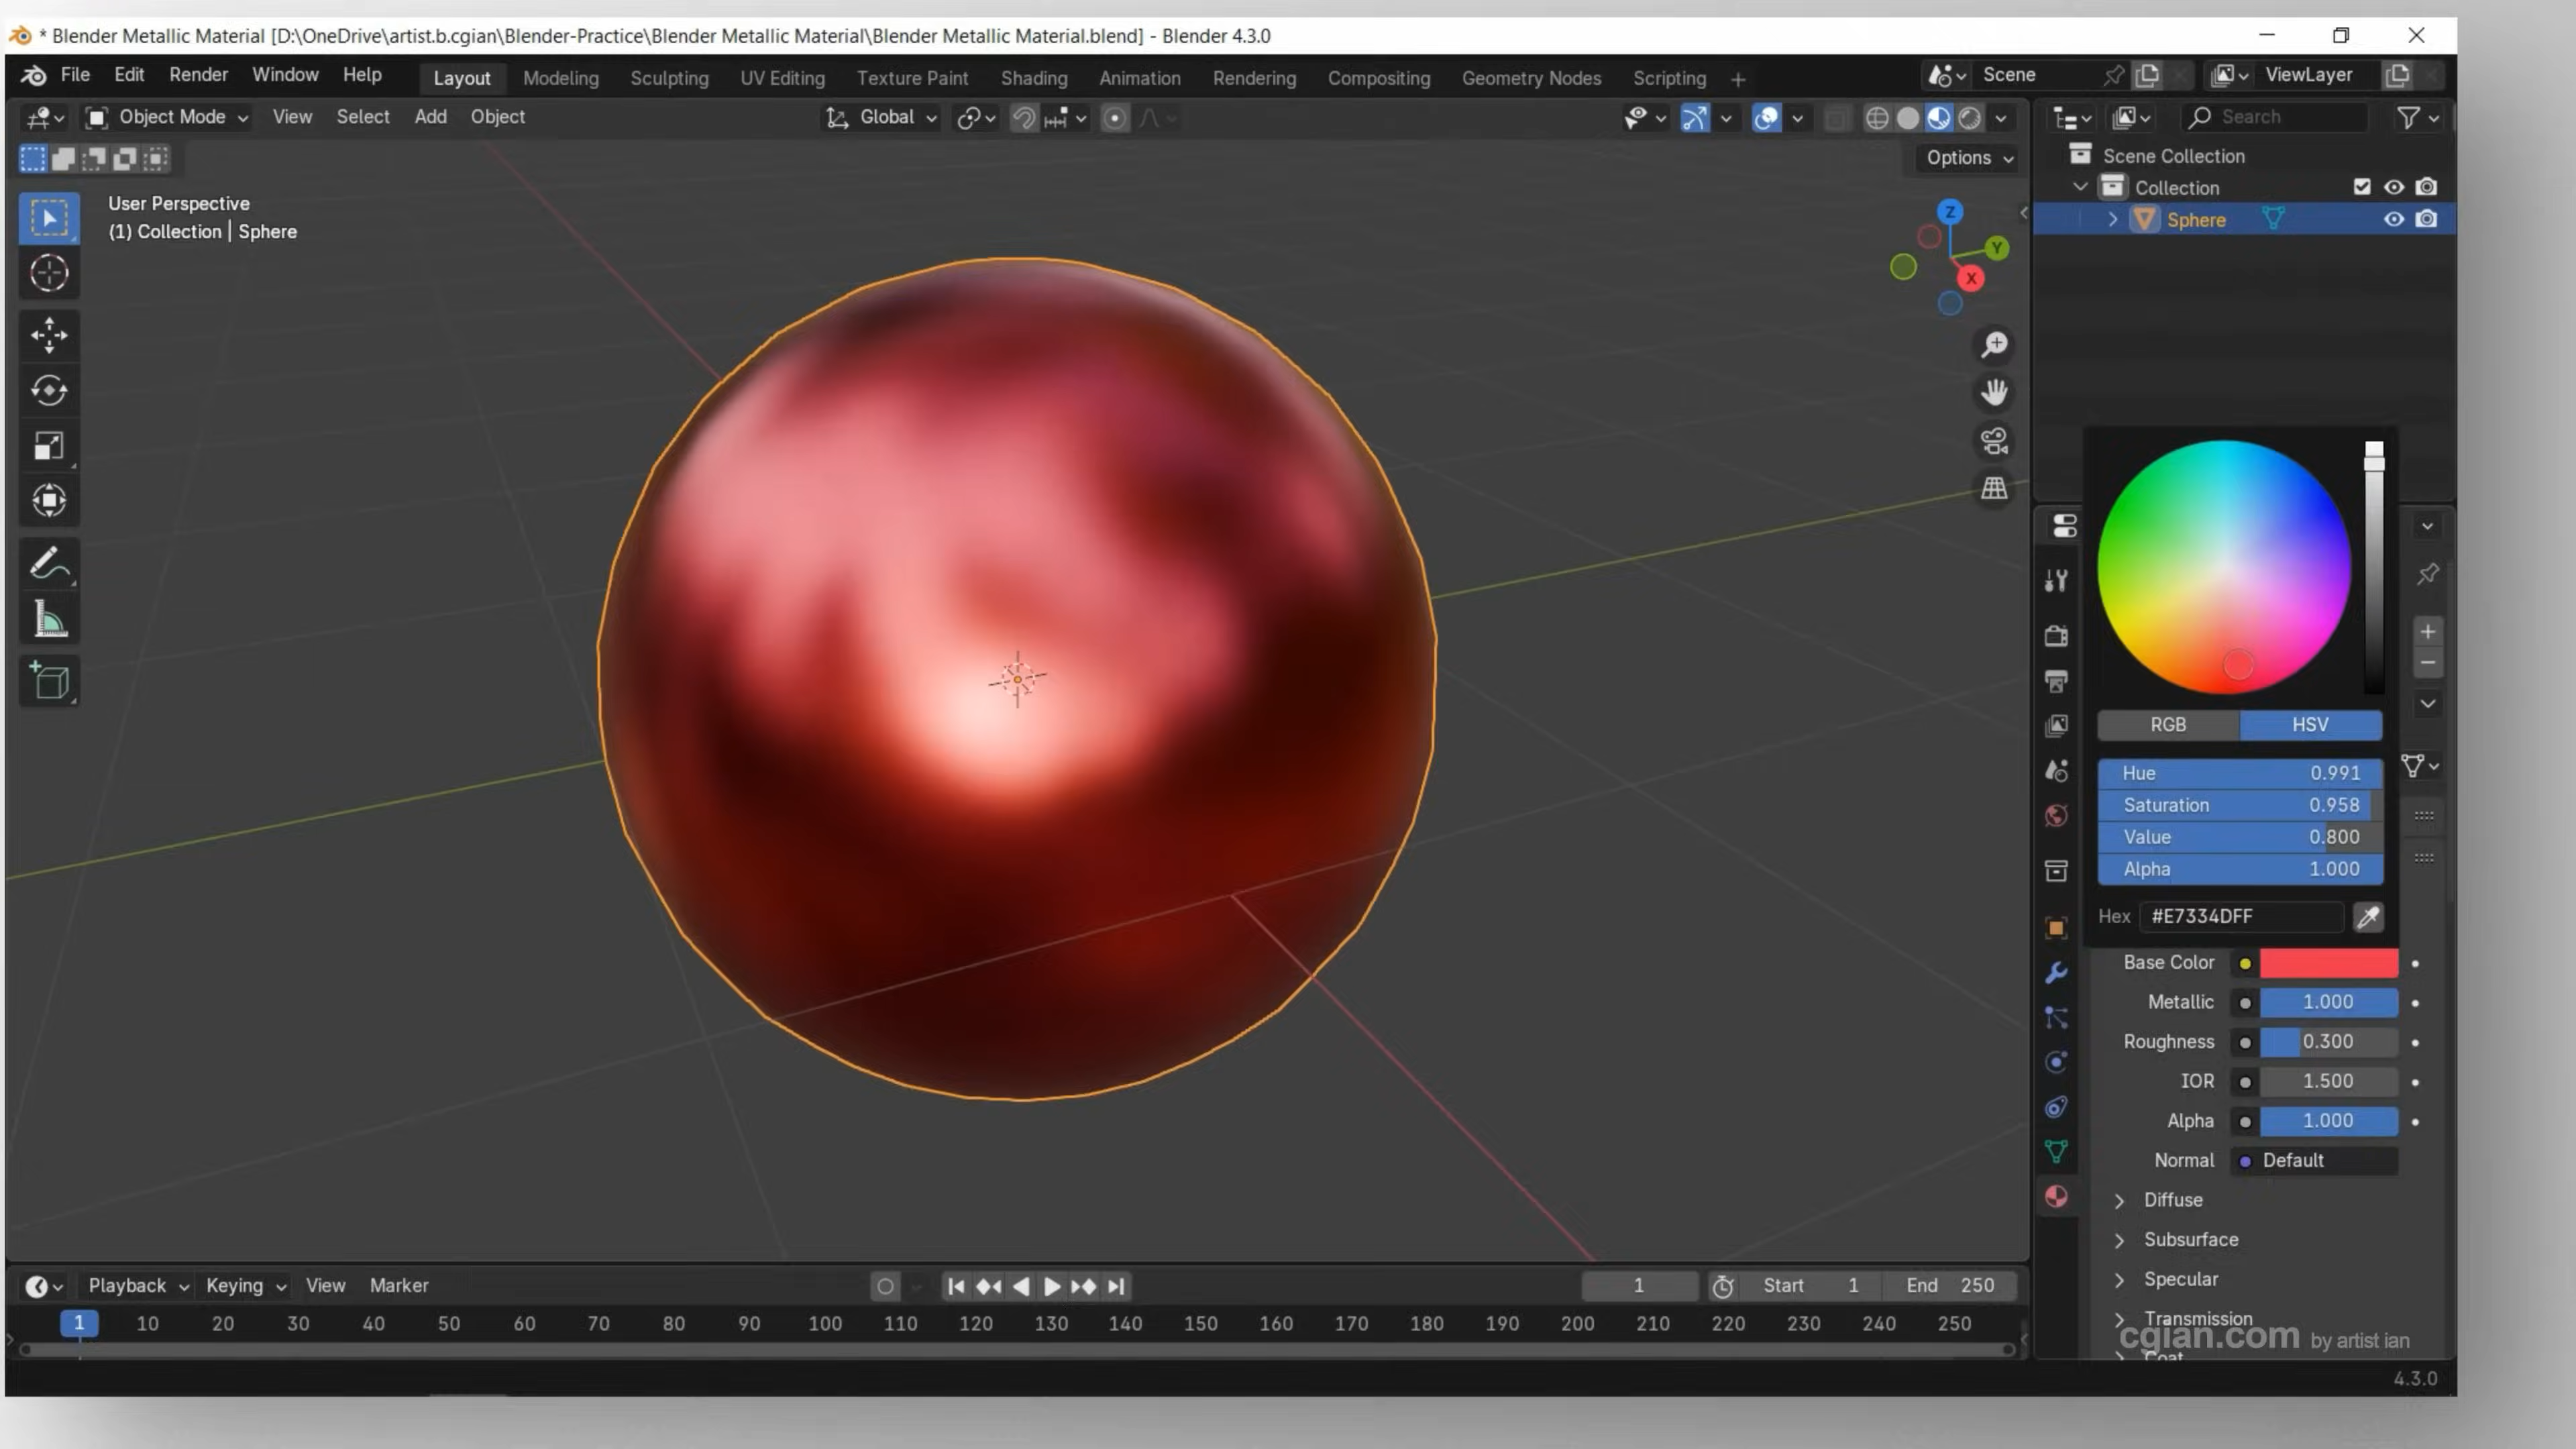 * Blender Metallic Material [D:\OneDrive\artist.b.cgian\Blender-Practice\Blender Metallic Material\Blender Metallic Material.blend] - Blender 4.3.0
File Edit Render Window Help Layout Modeling Sculpting UV Editing Texture Paint Shading Animation Rendering Compositing Geometry Nodes Scripting + Scene ViewLayer
Object Mode View Select Add Object Global Search
Options
Scene Collection
Collection
Sphere
User Perspective
(1) Collection | Sphere
Z
Y
X
RGB HSV
Hue 0.991
Saturation 0.958
Value 0.800
Alpha 1.000
Hex #E7334DFF
Base Color
Metallic 1.000
Roughness 0.300
IOR 1.500
Alpha 1.000
Normal Default
Diffuse
Subsurface
Specular
Transmission
Coat
cgian.com by artist ian
Playback Keying View Marker 1 Start 1 End 250
1 10 20 30 40 50 60 70 80 90 100 110 120 130 140 150 160 170 180 190 200 210 220 230 240 250
4.3.0